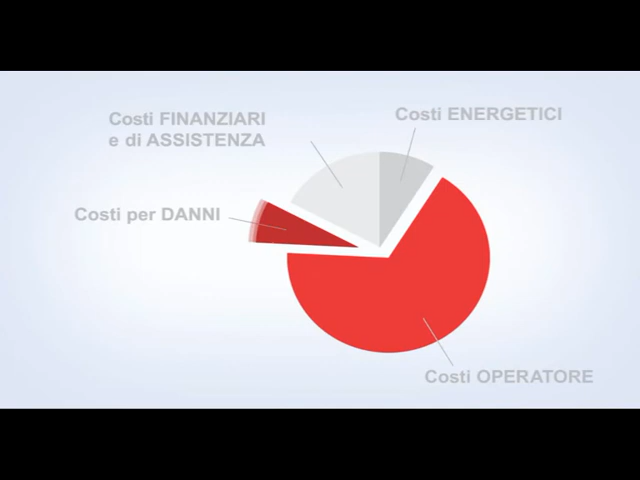 Costi FINANZIARI
e di ASSISTENZA
Costi ENERGETICI
Costi per DANNI
Costi OPERATORE